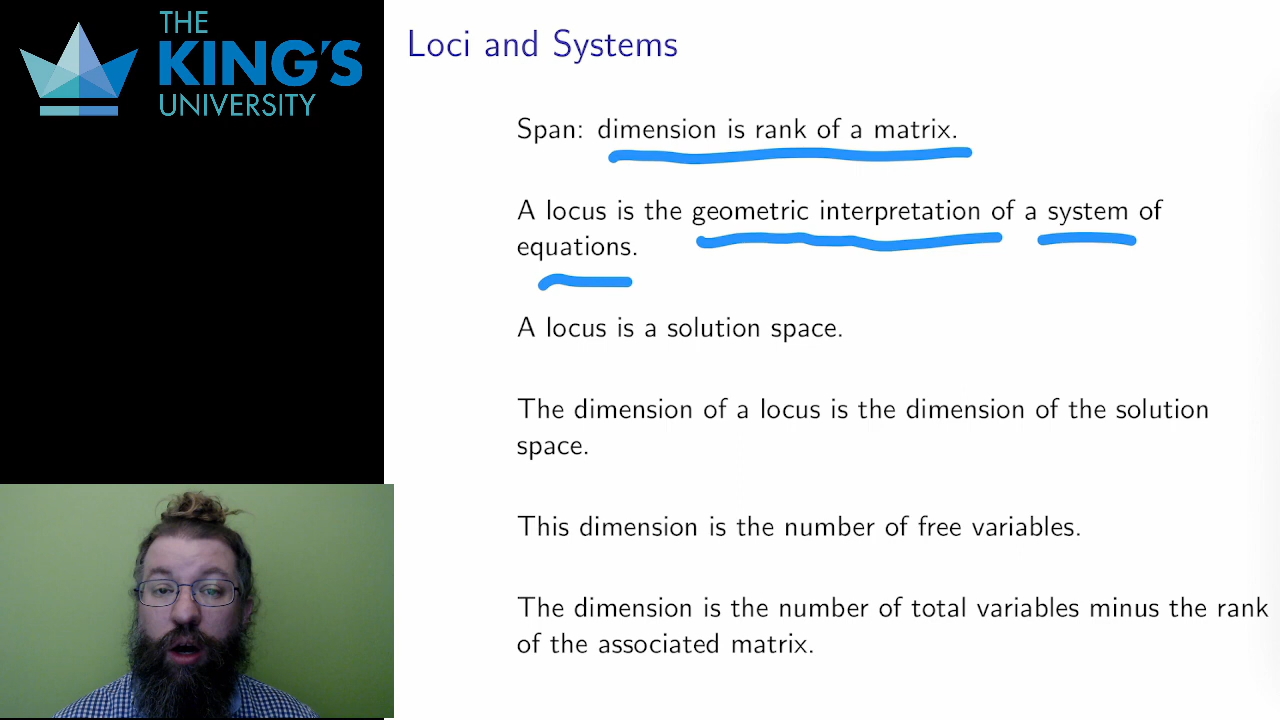 THE
KING'S
UNIVERSITY
Loci and Systems
Span: dimension is rank of a matrix.
A locus is the geometric interpretation of a system of
equations.
A locus is a solution space.
The dimension of a locus is the dimension of the solution
space.
This dimension is the number of free variables.
The dimension is the number of total variables minus the rank
of the associated matrix.